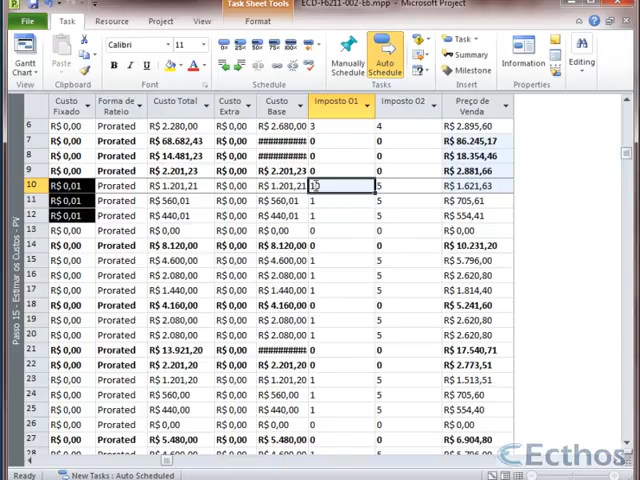 Task Sheet Tools
ECD-F6211-002-E6.mpp - Microsoft Project
File Task Resource Project View Format
Gantt Chart
Paste
Calibri 11
B I U
Manually Schedule
Auto Schedule
Task
Summary
Milestone
Information
Editing
View Clipboard Font Schedule Tasks Insert Properties
Custo Fixado Forma de Rateio Custo Total Custo Extra Custo Base Imposto 01 Imposto 02 Preço de Venda
6 R$ 0,00 Prorated R$ 2.280,00 R$ 0,00 R$ 2.680,00 3 4 R$ 2.895,60
7 R$ 0,00 Prorated R$ 68.682,43 R$ 0,00 ########## 0 0 R$ 86.245,17
8 R$ 0,00 Prorated R$ 14.481,23 R$ 0,00 ########## 0 0 R$ 18.354,46
9 R$ 0,00 Prorated R$ 2.201,23 R$ 0,00 R$ 2.201,23 0 0 R$ 2.881,66
10 R$ 0,01 Prorated R$ 1.201,21 R$ 0,00 R$ 1.201,21 10 5 R$ 1.621,63
11 R$ 0,01 Prorated R$ 560,01 R$ 0,00 R$ 560,01 1 5 R$ 705,61
12 R$ 0,01 Prorated R$ 440,01 R$ 0,00 R$ 440,01 1 5 R$ 554,41
13 R$ 0,00 Prorated R$ 0,00 R$ 0,00 R$ 0,00 0 0 R$ 0,00
14 R$ 0,00 Prorated R$ 8.120,00 R$ 0,00 R$ 8.120,00 0 0 R$ 10.231,20
15 R$ 0,00 Prorated R$ 4.600,00 R$ 0,00 R$ 4.600,00 1 5 R$ 5.796,00
16 R$ 0,00 Prorated R$ 2.080,00 R$ 0,00 R$ 2.080,00 1 5 R$ 2.620,80
17 R$ 0,00 Prorated R$ 1.440,00 R$ 0,00 R$ 1.440,00 1 5 R$ 1.814,40
18 R$ 0,00 Prorated R$ 4.160,00 R$ 0,00 R$ 4.160,00 0 0 R$ 5.241,60
19 R$ 0,00 Prorated R$ 2.080,00 R$ 0,00 R$ 2.080,00 1 5 R$ 2.620,80
20 R$ 0,00 Prorated R$ 2.080,00 R$ 0,00 R$ 2.080,00 1 5 R$ 2.620,80
21 R$ 0,00 Prorated R$ 13.921,20 R$ 0,00 ########## 0 0 R$ 17.540,71
22 R$ 0,00 Prorated R$ 2.201,20 R$ 0,00 R$ 2.201,20 0 0 R$ 2.773,51
23 R$ 0,00 Prorated R$ 1.201,20 R$ 0,00 R$ 1.201,20 1 5 R$ 1.513,51
24 R$ 0,00 Prorated R$ 560,00 R$ 0,00 R$ 560,00 1 5 R$ 705,60
25 R$ 0,00 Prorated R$ 440,00 R$ 0,00 R$ 440,00 1 5 R$ 554,40
26 R$ 0,00 Prorated R$ 0,00 R$ 0,00 R$ 0,00 0 0 R$ 0,00
27 R$ 0,00 Prorated R$ 5.480,00 R$ 0,00 R$ 5.480,00 0 0 R$ 6.904,80
28
Passo 15 - Estimar os Custos - PV
Ecthos
Ready New Tasks : Auto Scheduled